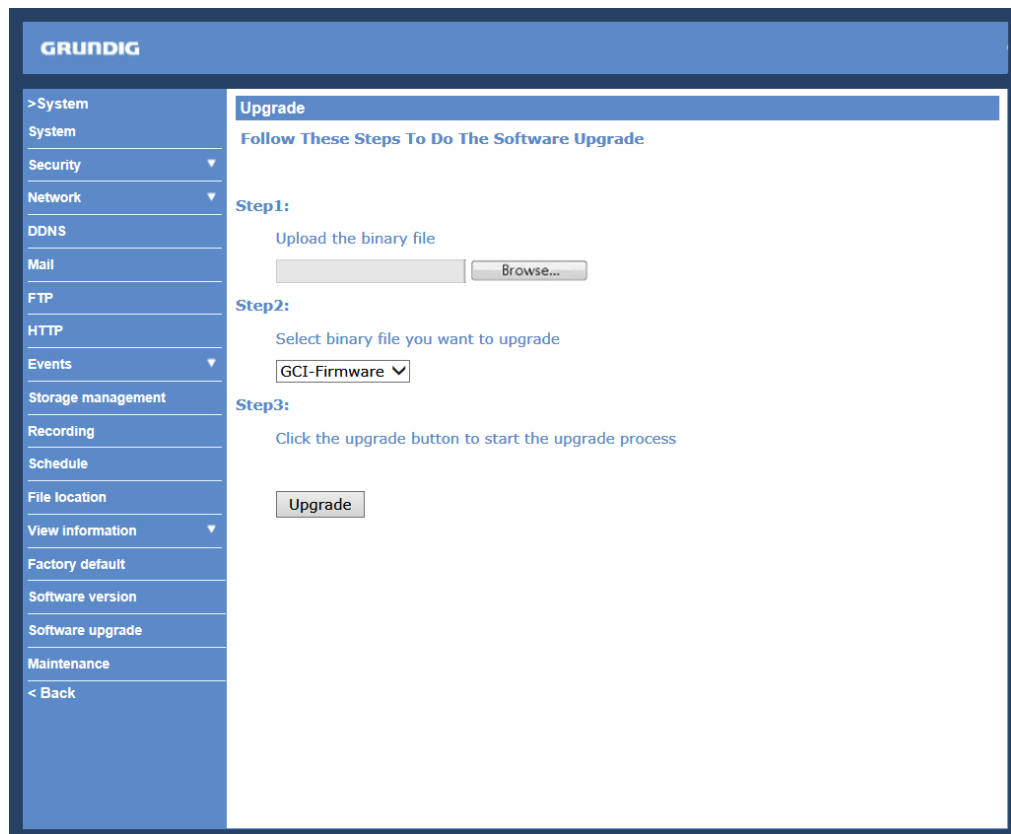 GRUNDIG
>System
System
Security
Network
DDNS
Mail
FTP
HTTP
Events
Storage management
Recording
Schedule
File location
View information
Factory default
Software version
Software upgrade
Maintenance
< Back
Upgrade
Follow These Steps To Do The Software Upgrade
Step1:
Upload the binary file
Browse...
Step2:
Select binary file you want to upgrade
GCI-Firmware
Step3:
Click the upgrade button to start the upgrade process
Upgrade